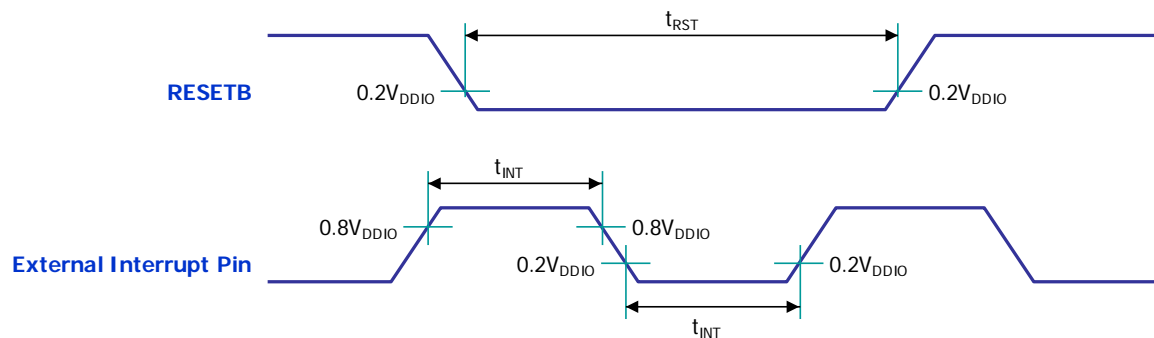 tRST
RESETB
0.2VDDIO
0.2VDDIO
tINT
0.8VDDIO
0.8VDDIO
External Interrupt Pin
0.2VDDIO
0.2VDDIO
tINT